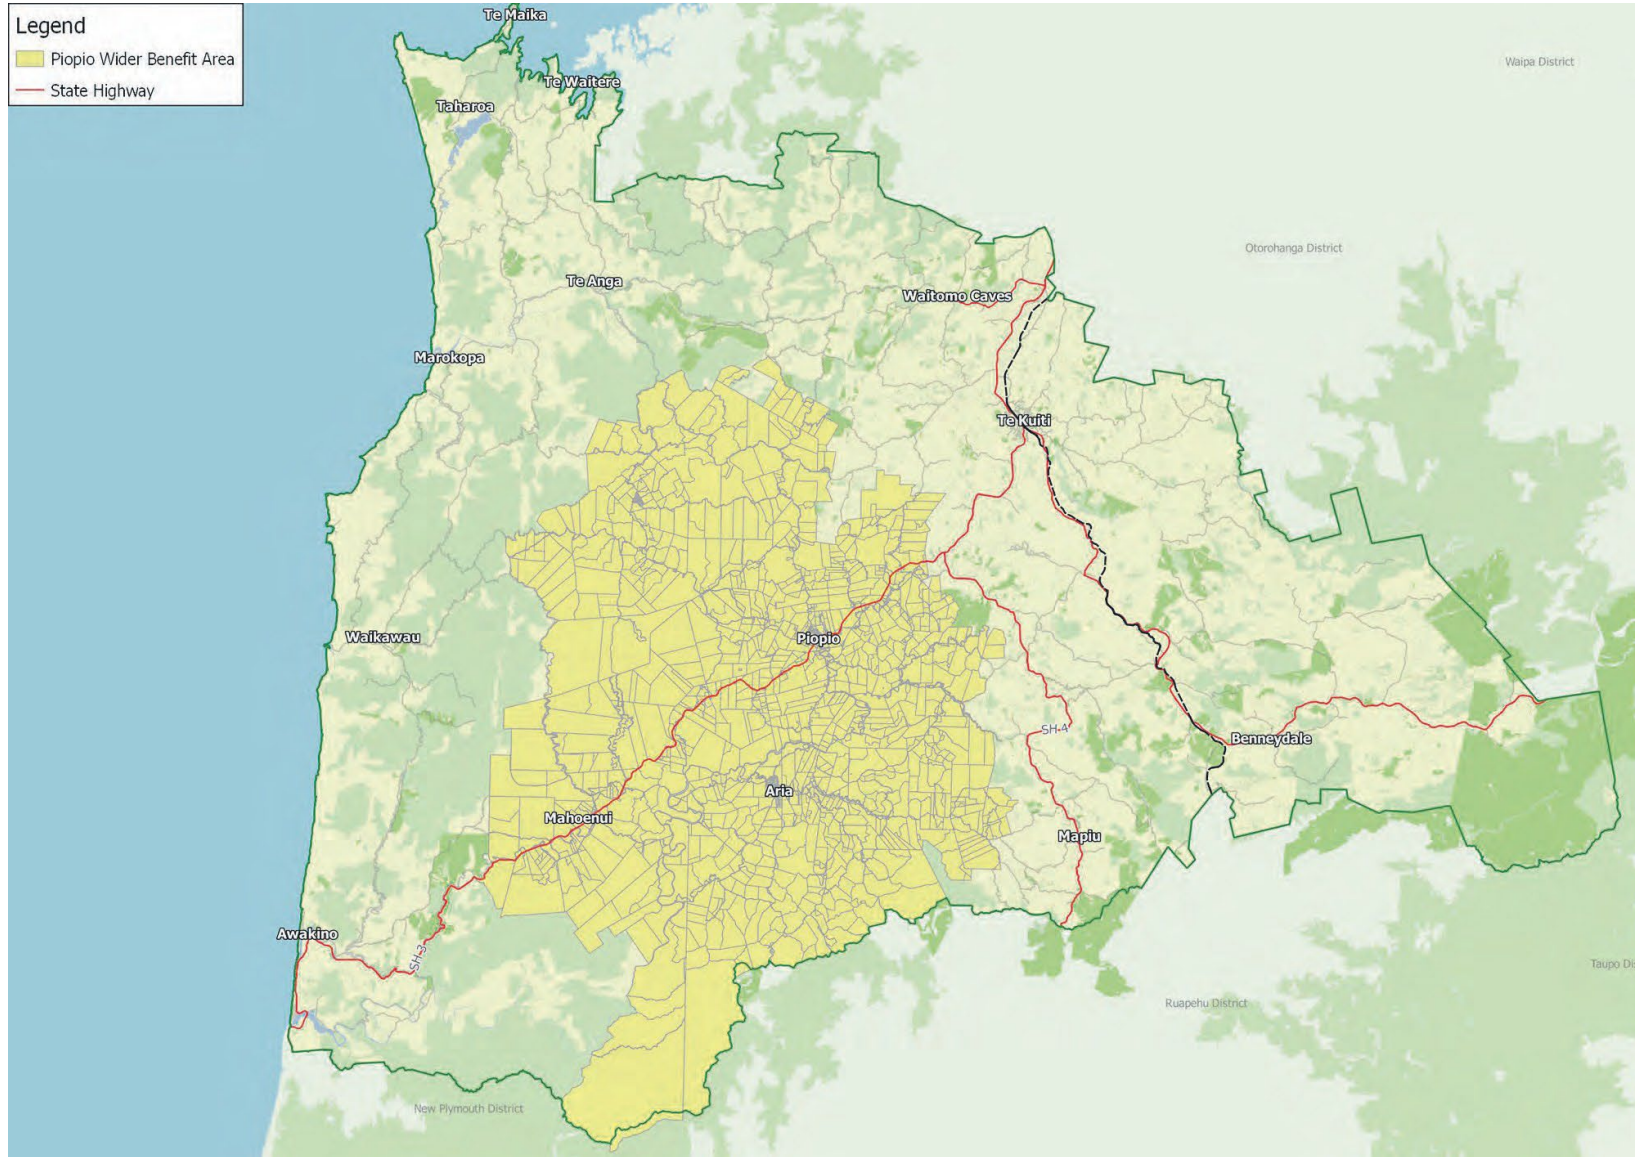 Legend
Piopio Wider Benefit Area
State Highway
Te Maika
Waipa District
Te Waitere
Taharoa
Otorohanga District
Te Anga
Waitomo Caves
Marokopa
Te Kuiti
Waikawau
Piopio
SH-4
Benneydale
Aria
Mahoenui
Mapiu
Awakino
SH-3
Taupo Dis
Ruapehu District
New Plymouth District